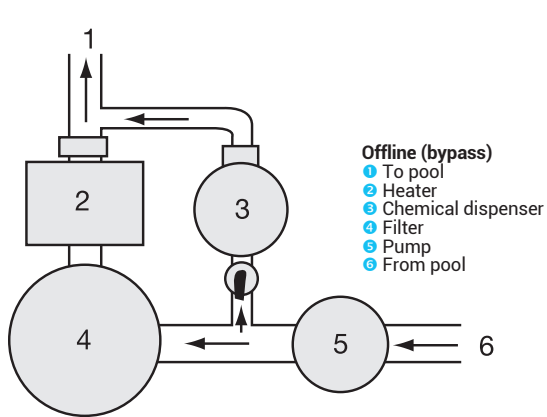 1
2
3
4
5
6
Offline (bypass)
1 To pool
2 Heater
3 Chemical dispenser
4 Filter
5 Pump
6 From pool